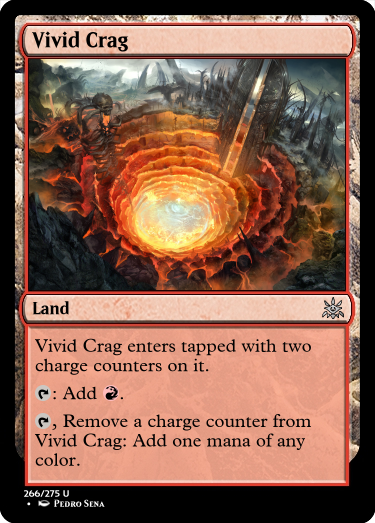 Vivid Crag
Land
Vivid Crag enters tapped with two
charge counters on it.
: Add .
, Remove a charge counter from
Vivid Crag: Add one mana of any
color.
266/275 U
• Pedro Sena